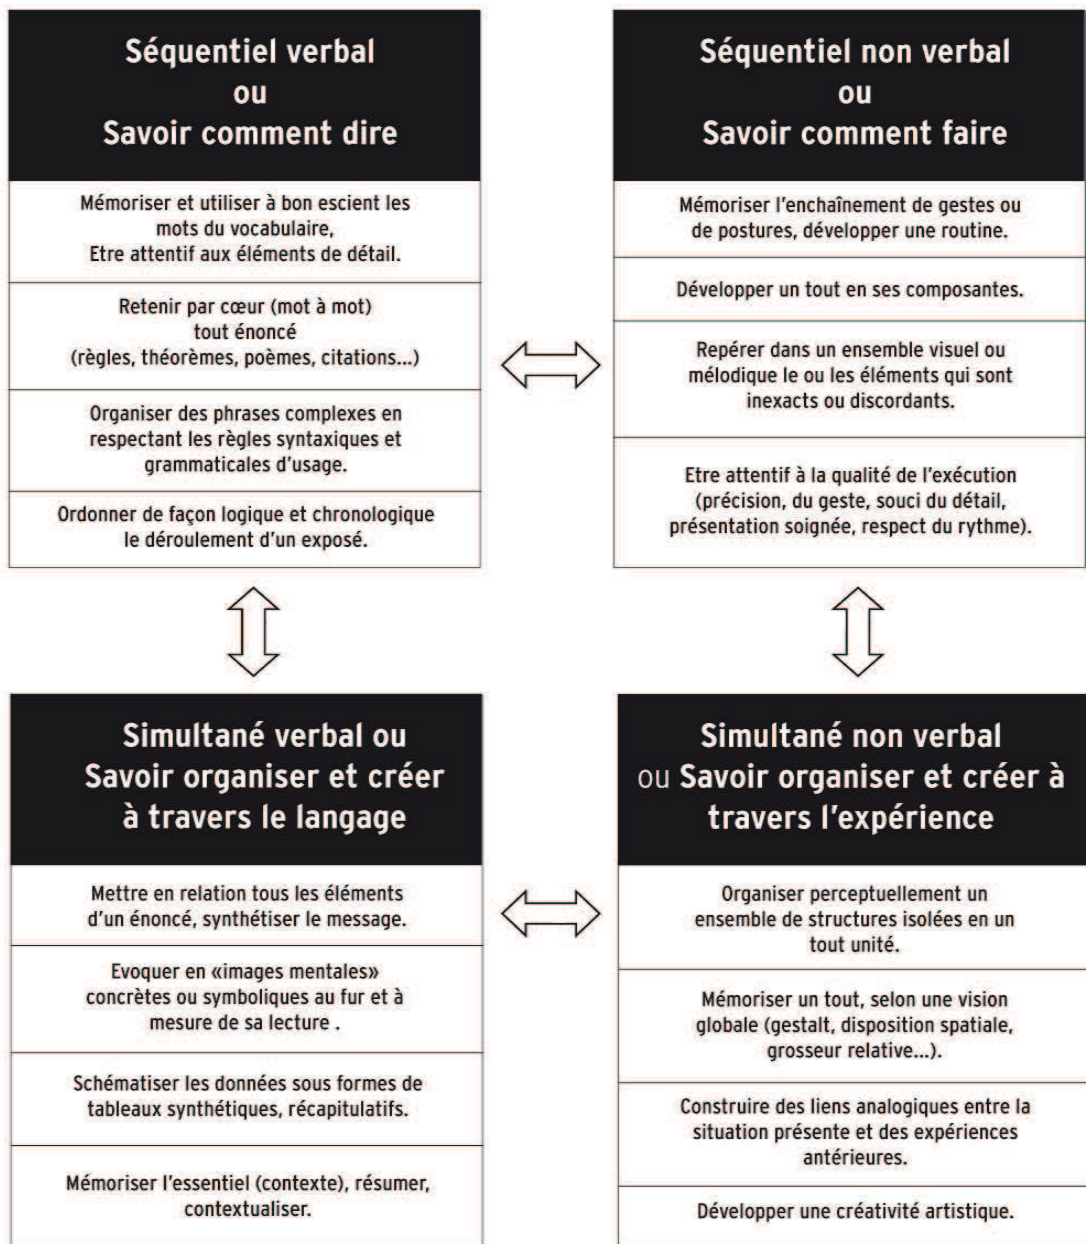 Séquentiel verbal
ou
Savoir comment dire
Mémoriser et utiliser à bon escient les
mots du vocabulaire,
Etre attentif aux éléments de détail.
Retenir par cœur (mot à mot)
tout énoncé
(règles, théorèmes, poèmes, citations...)
Organiser des phrases complexes en
respectant les règles syntaxiques et
grammaticales d'usage.
Ordonner de façon logique et chronologique
le déroulement d'un exposé.
Séquentiel non verbal
ou
Savoir comment faire
Mémoriser l'enchaînement de gestes ou
de postures, développer une routine.
Développer un tout en ses composantes.
Repérer dans un ensemble visuel ou
mélodique le ou les éléments qui sont
inexacts ou discordants.
Etre attentif à la qualité de l'exécution
(précision, du geste, souci du détail,
présentation soignée, respect du rythme).
Simultané verbal ou
Savoir organiser et créer
à travers le langage
Mettre en relation tous les éléments
d'un énoncé, synthétiser le message.
Evoquer en «images mentales»
concrètes ou symboliques au fur et à
mesure de sa lecture .
Schématiser les données sous formes de
tableaux synthétiques, récapitulatifs.
Mémoriser l'essentiel (contexte), résumer,
contextualiser.
Simultané non verbal
ou Savoir organiser et créer à
travers l'expérience
Organiser perceptuellement un
ensemble de structures isolées en un
tout unité.
Mémoriser un tout, selon une vision
globale (gestalt, disposition spatiale,
grosseur relative...).
Construire des liens analogiques entre la
situation présente et des expériences
antérieures.
Développer une créativité artistique.